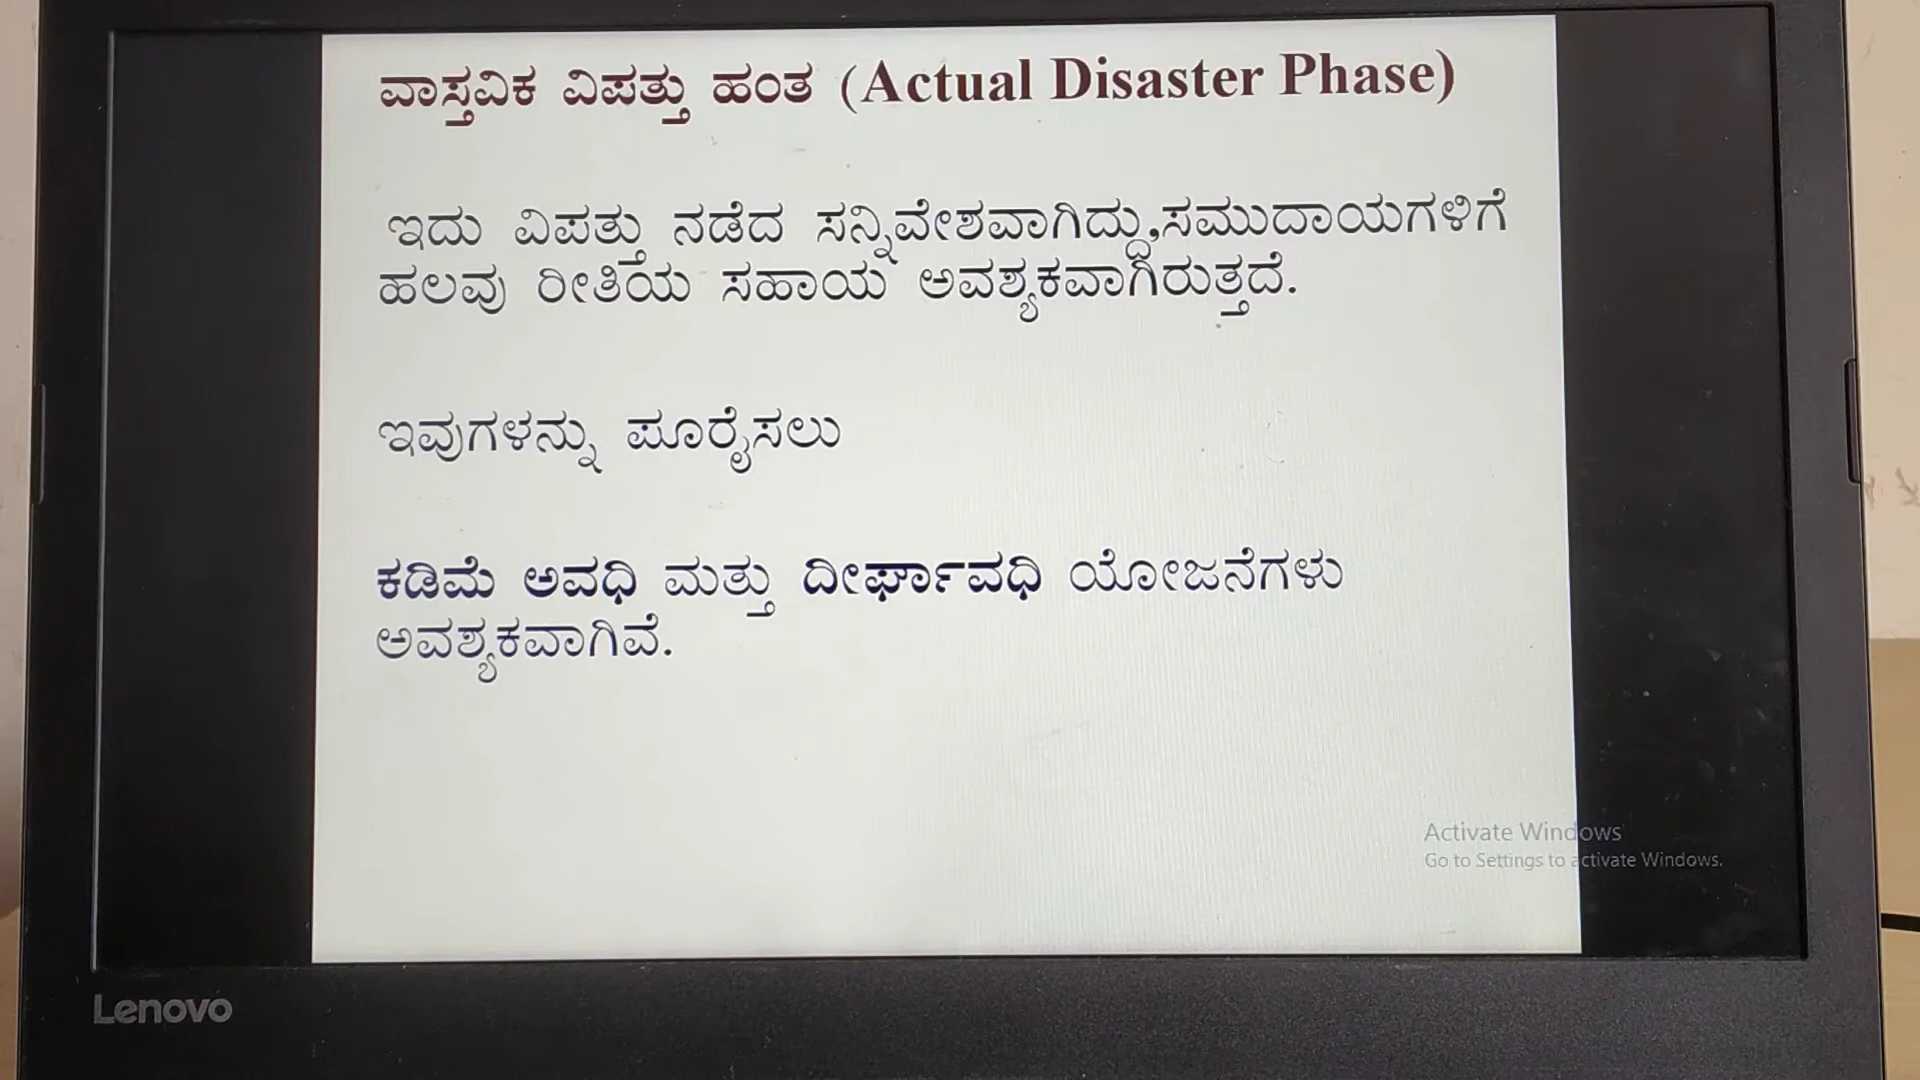 ವಾಸ್ತವಿಕ ವಿಪತ್ತು ಹಂತ (Actual Disaster Phase)
ಇದು ವಿಪತ್ತು ನಡೆದ ಸನ್ನಿವೇಶವಾಗಿದ್ದು,ಸಮುದಾಯಗಳಿಗೆ
ಹಲವು ರೀತಿಯ ಸಹಾಯ ಅವಶ್ಯಕವಾಗಿರುತ್ತದೆ.
ಇವುಗಳನ್ನು ಪೂರೈಸಲು
ಕಡಿಮೆ ಅವಧಿ ಮತ್ತು ದೀರ್ಘಾವಧಿ ಯೋಜನೆಗಳು
ಅವಶ್ಯಕವಾಗಿವೆ.
Activate Windows
Go to Settings to activate Windows.
Lenovo